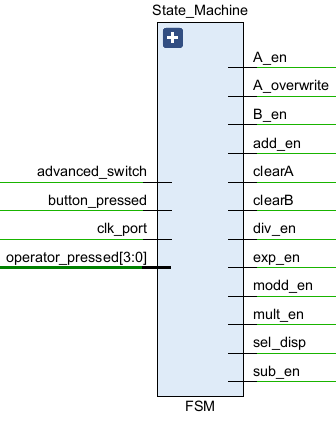 State_Machine
A_en
A_overwrite
B_en
add_en
advanced_switch
clearA
button_pressed
clearB
clk_port
div_en
operator_pressed[3:0]
exp_en
modd_en
mult_en
sel_disp
sub_en
FSM